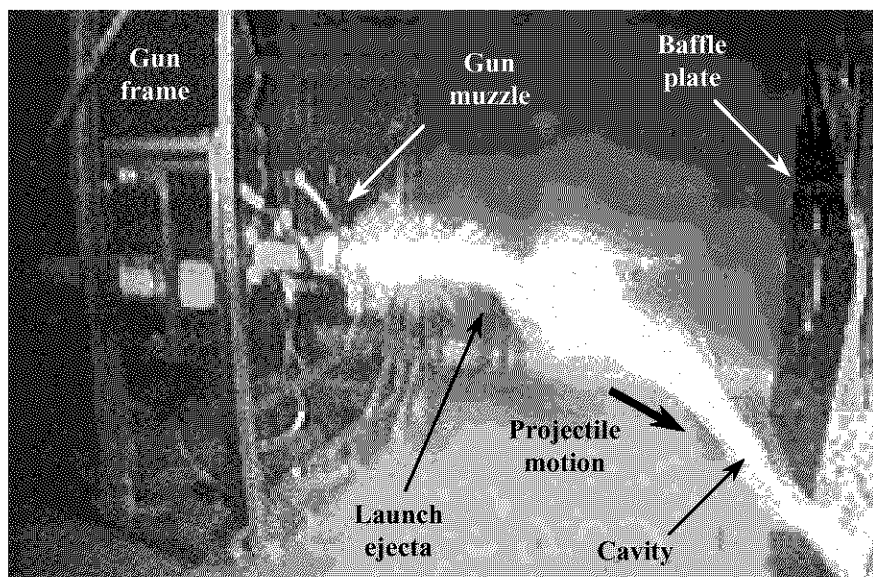 Gun
frame
Gun
muzzle
Baffle
plate
Projectile
motion
Launch
ejecta
Cavity